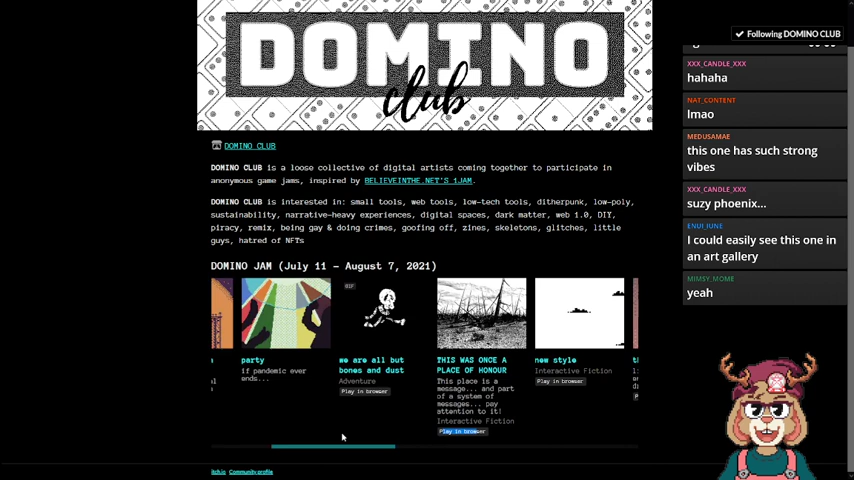 DOMINO
club
Following DOMINO CLUB
XXX_CANDLE_XXX
hahaha
NAT_CONTENT
lmao
MEDUSAMAE
this one has such strong
vibes
XXX_CANDLE_XXX
suzy phoenix...
ENUI_JUNE
I could easily see this one in
an art gallery
MIMSY_MOME
yeah
DOMINO CLUB
DOMINO CLUB is a loose collective of digital artists coming together to participate in
anonymous game jams, inspired by BELIEVEINTHE.NET'S 1JAM.
DOMINO CLUB is interested in: small tools, web tools, low-tech tools, ditherpunk, low-poly,
sustainability, narrative-heavy experiences, digital spaces, dark matter, web 1.0, DIY,
piracy, remix, being gay & doing crimes, goofing off, zines, skeletons, glitches, little
guys, hatred of NFTs
DOMINO JAM (July 11 - August 7, 2021)
party
if pandemic ever
ends...
GIF
we are all but
bones and dust
Adventure
Play in browser
THIS WAS ONCE A
PLACE OF HONOUR
This place is a
message... and part
of a system of
messages... pay
attention to it!
Interactive Fiction
Play in browser
new style
Interactive Fiction
Play in browser
itch.io
Community profile